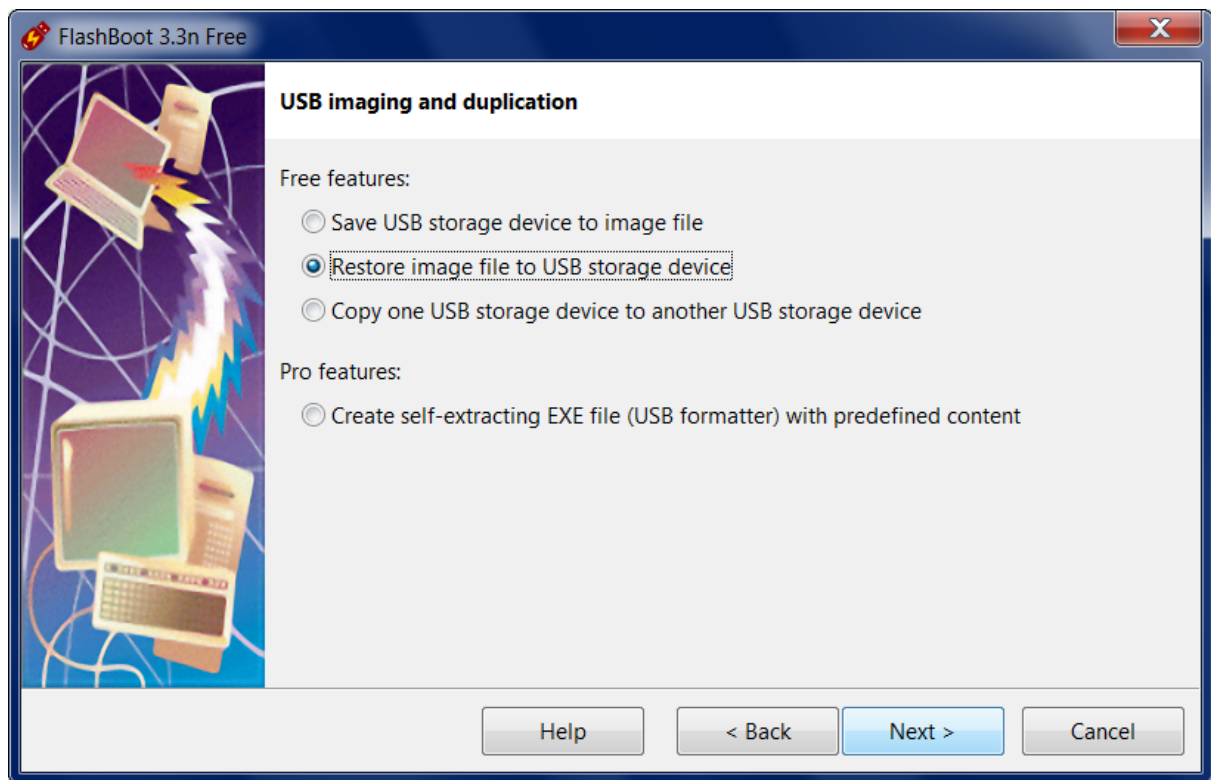 FlashBoot 3.3n Free
USB imaging and duplication
Free features:
Save USB storage device to image file
Restore image file to USB storage device
Copy one USB storage device to another USB storage device
Pro features:
Create self-extracting EXE file (USB formatter) with predefined content
Help
< Back
Next >
Cancel